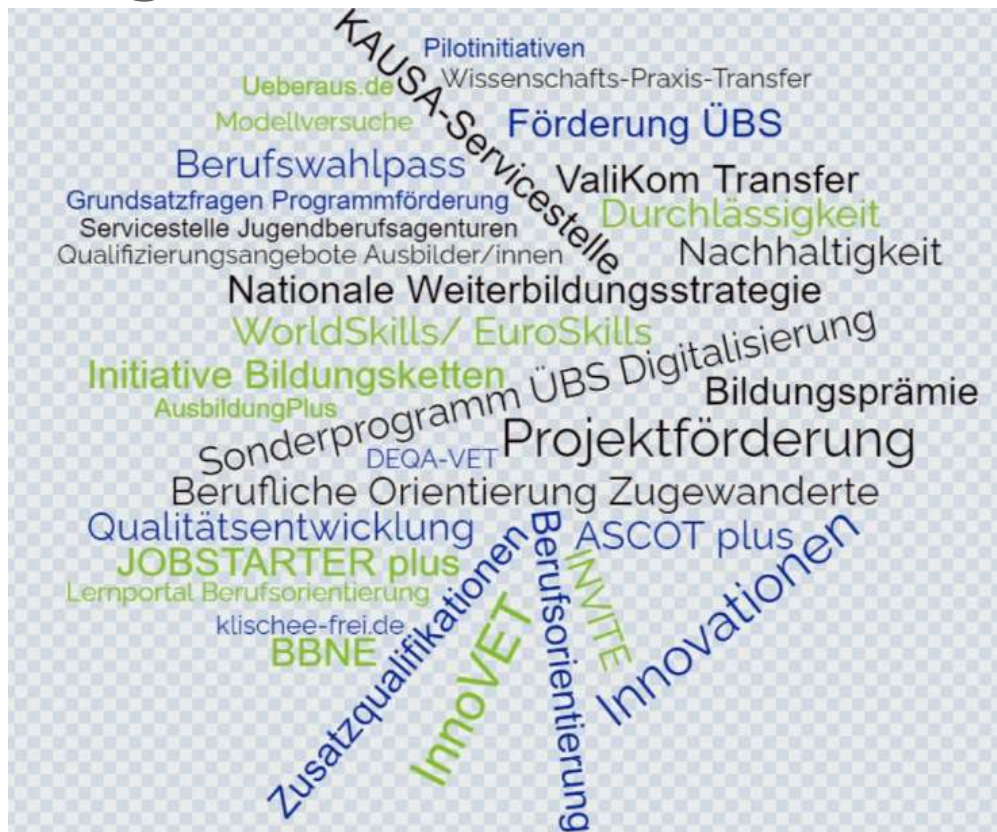 KAUSA-Servicestelle
Pilotinitiativen
Wissenschafts-Praxis-Transfer
Ueberaus.de
Modellversuche
Förderung ÜBS
Berufswahlpass
ValiKom Transfer
Grundsatzfragen Programmförderung
Durchlässigkeit
Servicestelle Jugendberufsagenturen
Qualifizierungsangebote Ausbilder/innen
Nachhaltigkeit
Nationale Weiterbildungsstrategie
WorldSkills/ EuroSkills
Sonderprogramm ÜBS Digitalisierung
Initiative Bildungsketten
Bildungsprämie
AusbildungPlus
Projektförderung
DEQA-VET
Berufliche Orientierung Zugewanderte
Qualitätsentwicklung
ASCOT plus
JOBSTARTER plus
Lernportal Berufsorientierung
klischee-frei.de
BBNE
Zusatzqualifikationen
InnoVET
Berufsorientierung
INVITE
Innovationen